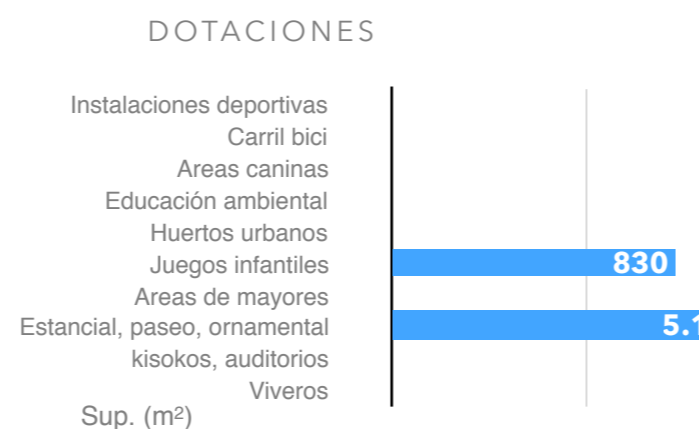 DOTACIONES
Instalaciones deportivas
Carril bici
Areas caninas
Educación ambiental
Huertos urbanos
Juegos infantiles 830
Areas de mayores
Estancial, paseo, ornamental
kisokos, auditorios
Viveros
Sup. (m²)